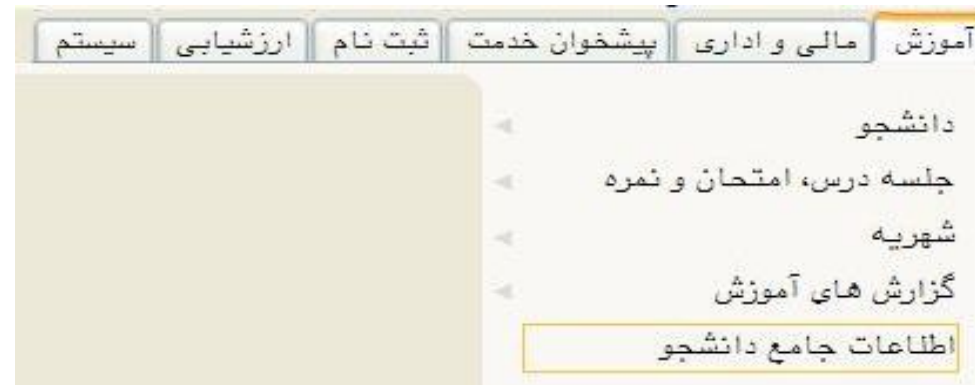 آموزش مالی و اداری پیشخوان خدمت ثبت نام ارزشیابی سیستم
دانشجو
جلسه درس، امتحان و نمره
شهریه
گزارش های آموزش
اطلاعات جامع دانشجو